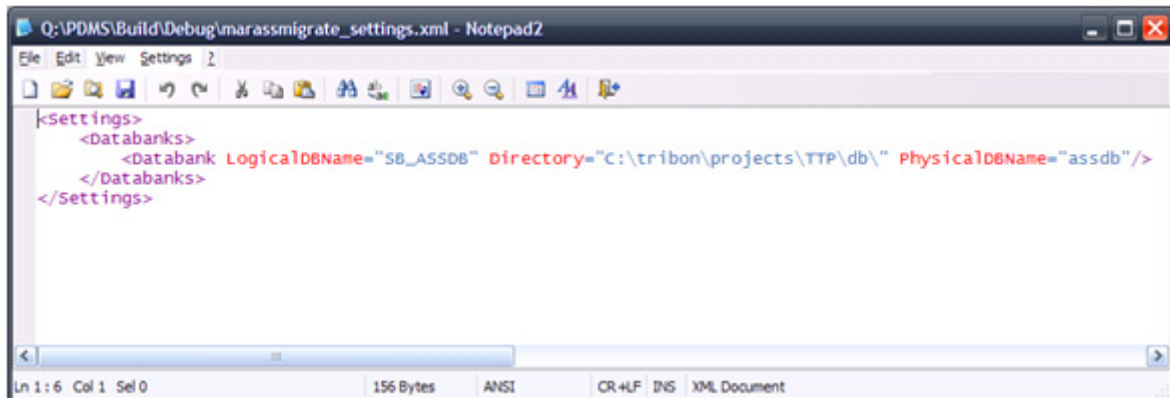 Q:\PDMS\Build\Debug\marassmigrate_settings.xml - Notepad2
File Edit View Settings ?
<Settings>
    <Databanks>
        <Databank LogicalDBName="SB_ASSDB" Directory="C:\tribon\projects\TTP\db\" PhysicalDBName="assdb"/>
    </Databanks>
</Settings>
Ln 1:6 Col 1 Sel 0 156 Bytes ANSI CR+LF INS XML Document